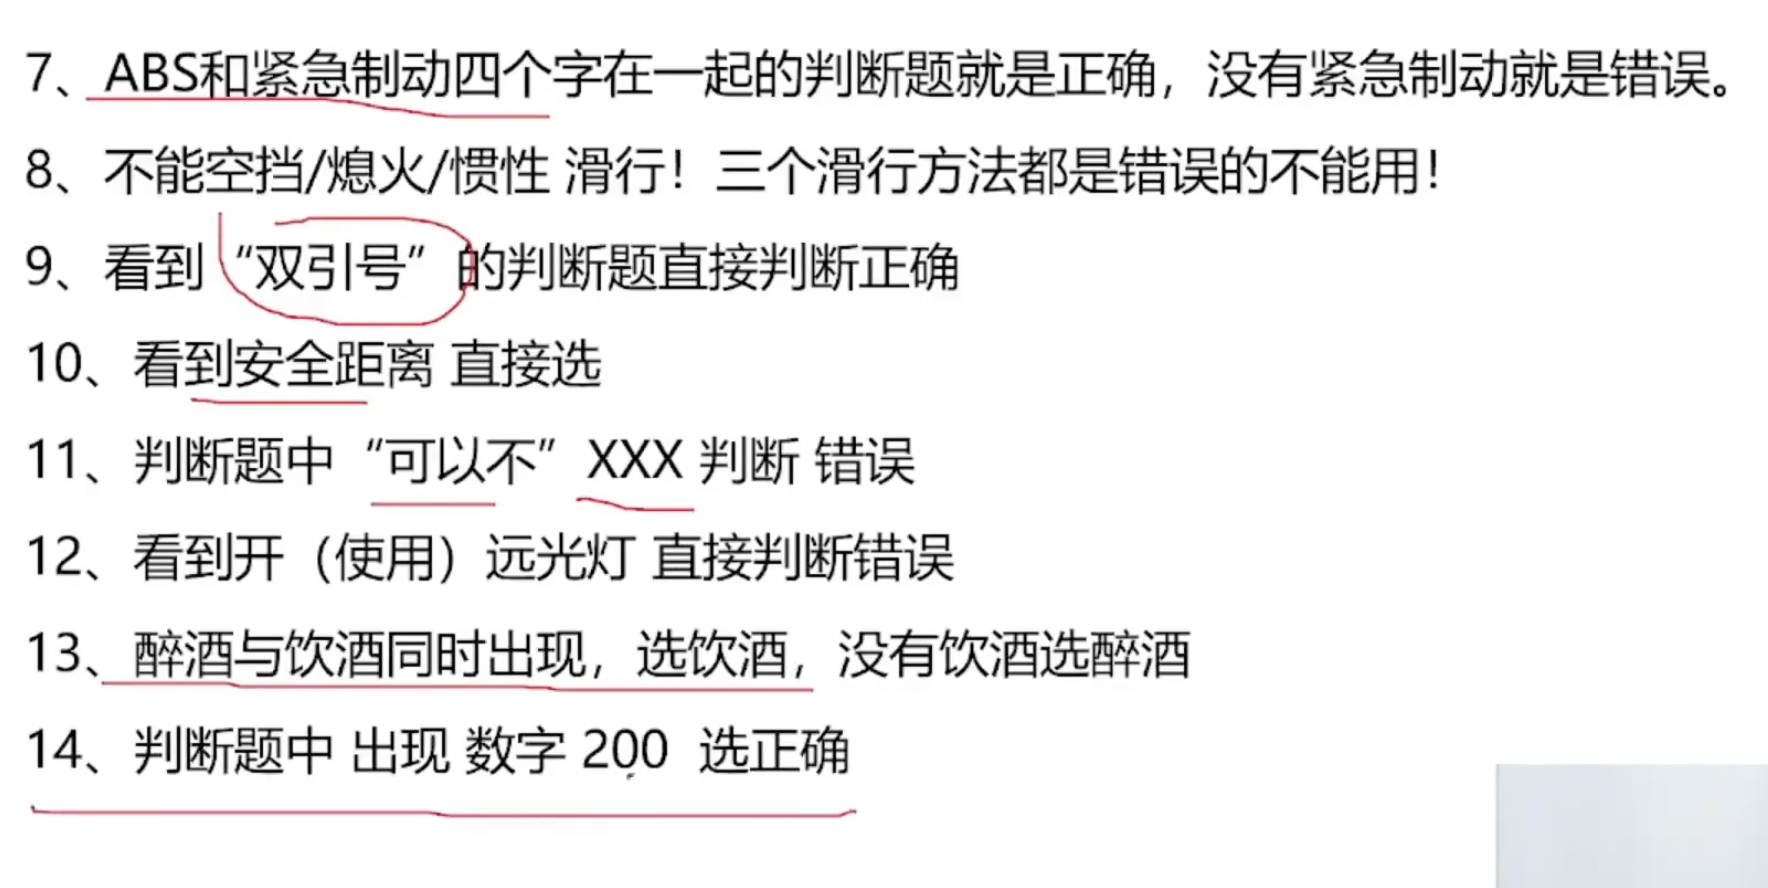 7、ABS和紧急制动四个字在一起的判断题就是正确，没有紧急制动就是错误。
8、不能空挡/熄火/惯性 滑行！三个滑行方法都是错误的不能用！
9、看到“双引号”的判断题直接判断正确
10、看到安全距离 直接选
11、判断题中“可以不”XXX 判断 错误
12、看到开（使用）远光灯 直接判断错误
13、醉酒与饮酒同时出现，选饮酒，没有饮酒选醉酒
14、判断题中 出现 数字 200 选正确